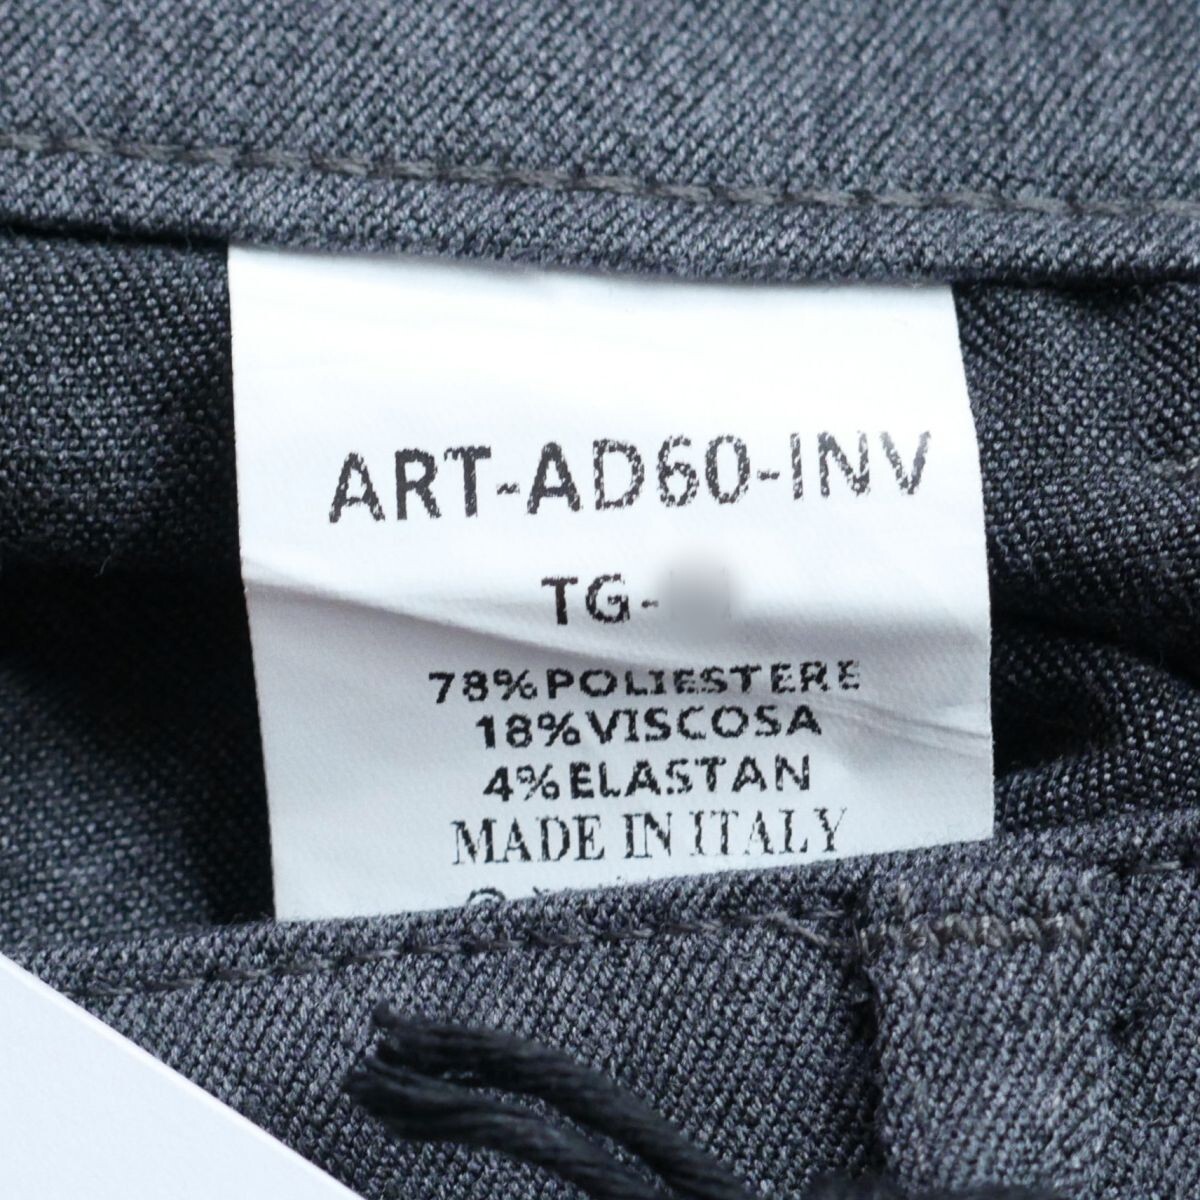 ART-AD60-INV
TG-
78%POLIESTERE
18%VISCOSA
4%ELASTAN
MADE IN ITALY